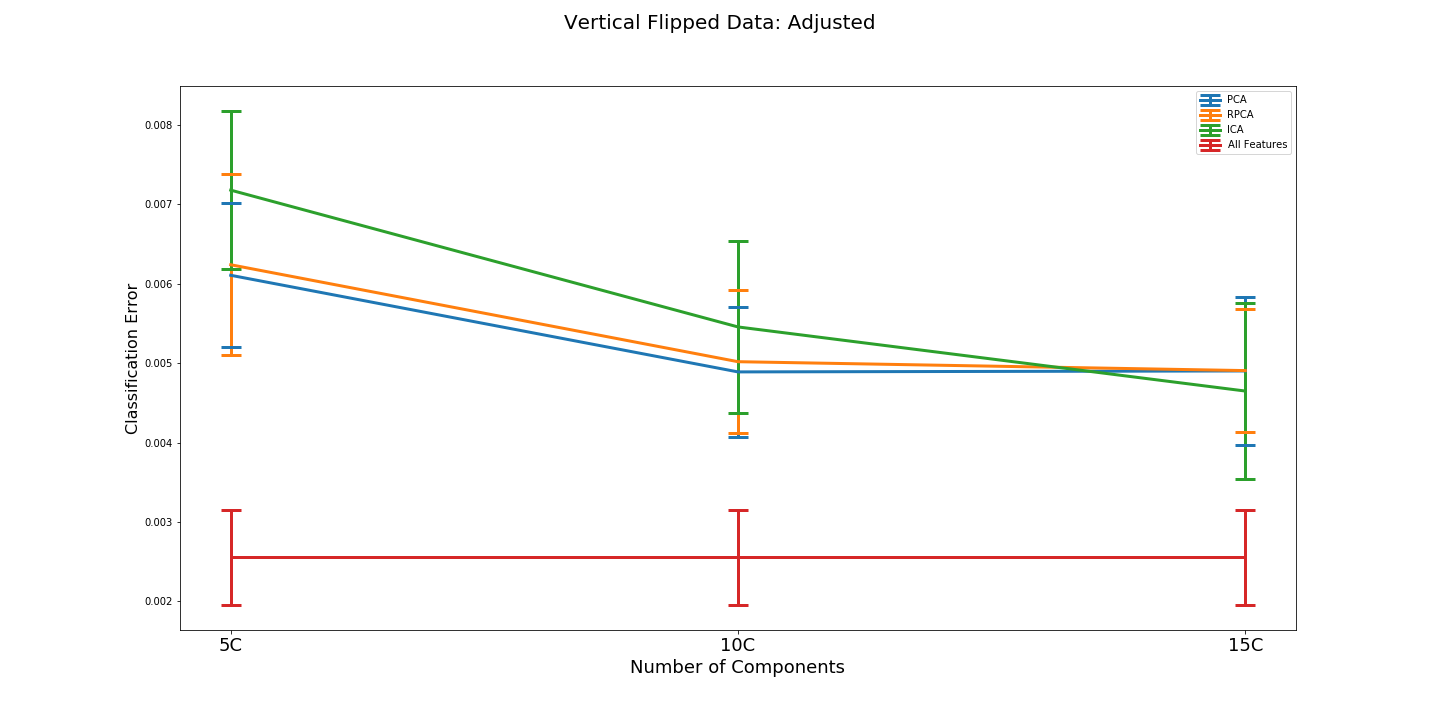 Vertical Flipped Data: Adjusted
PCA
RPCA
ICA
All Features
0.008
0.007
0.006
0.005
0.004
0.003
0.002
Classification Error
5C
10C
15C
Number of Components